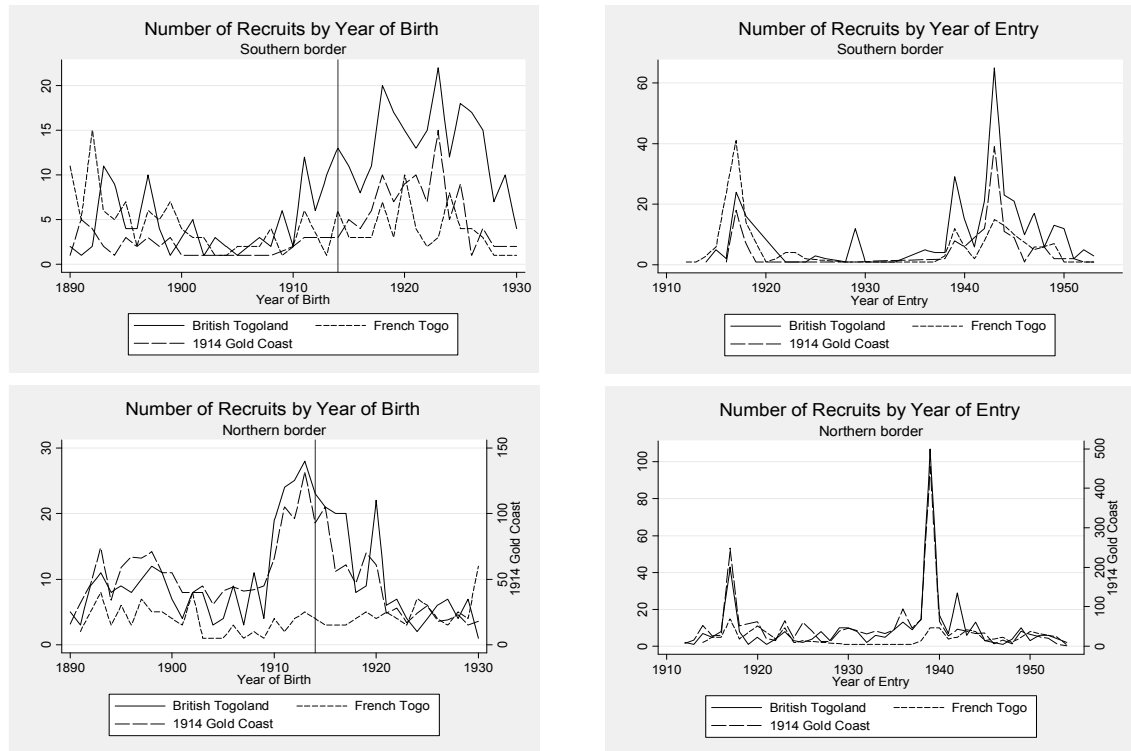 Number of Recruits by Year of Birth
Southern border
20
15
10
5
0
1890
1900
1910
1920
1930
Year of Birth
British Togoland
French Togo
1914 Gold Coast
Number of Recruits by Year of Entry
Southern border
60
40
20
0
1910
1920
1930
1940
1950
Year of Entry
British Togoland
French Togo
1914 Gold Coast
Number of Recruits by Year of Birth
Northern border
30
20
10
0
150
100
50
0
1914 Gold Coast
1890
1900
1910
1920
1930
Year of Birth
British Togoland
French Togo
1914 Gold Coast
Number of Recruits by Year of Entry
Northern border
100
80
60
40
20
0
500
400
300
200
100
0
1914 Gold Coast
1910
1920
1930
1940
1950
Year of Entry
British Togoland
French Togo
1914 Gold Coast